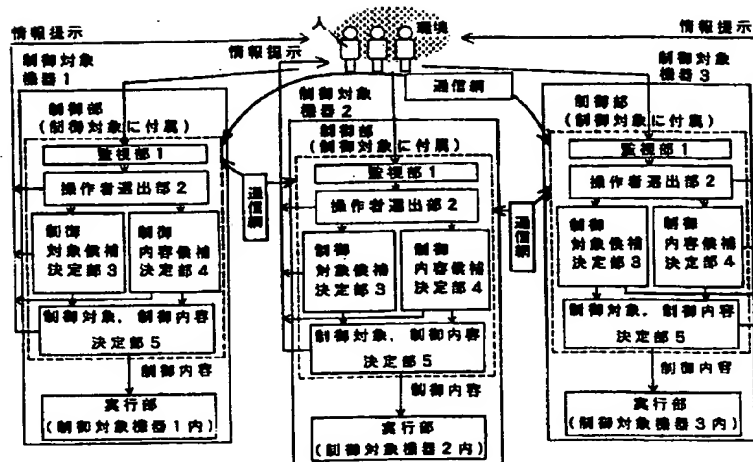 情報提示
人
環境
情報提示
情報提示
制御対象
機器1
制御部
(制御対象に付属)
監視部1
操作者選出部2
制御
対象候補
決定部3
制御
内容候補
決定部4
制御対象, 制御内容
決定部5
制御内容
実行部
(制御対象機器1内)
通信網
通信網
制御対象
機器2
制御部
(制御対象に付属)
監視部1
操作者選出部2
制御
対象候補
決定部3
制御
内容候補
決定部4
制御対象, 制御内容
決定部5
制御内容
実行部
(制御対象機器2内)
通信網
制御対象
機器3
制御部
(制御対象に付属)
監視部1
操作者選出部2
制御
対象候補
決定部3
制御
内容候補
決定部4
制御対象, 制御内容
決定部5
制御内容
実行部
(制御対象機器3内)